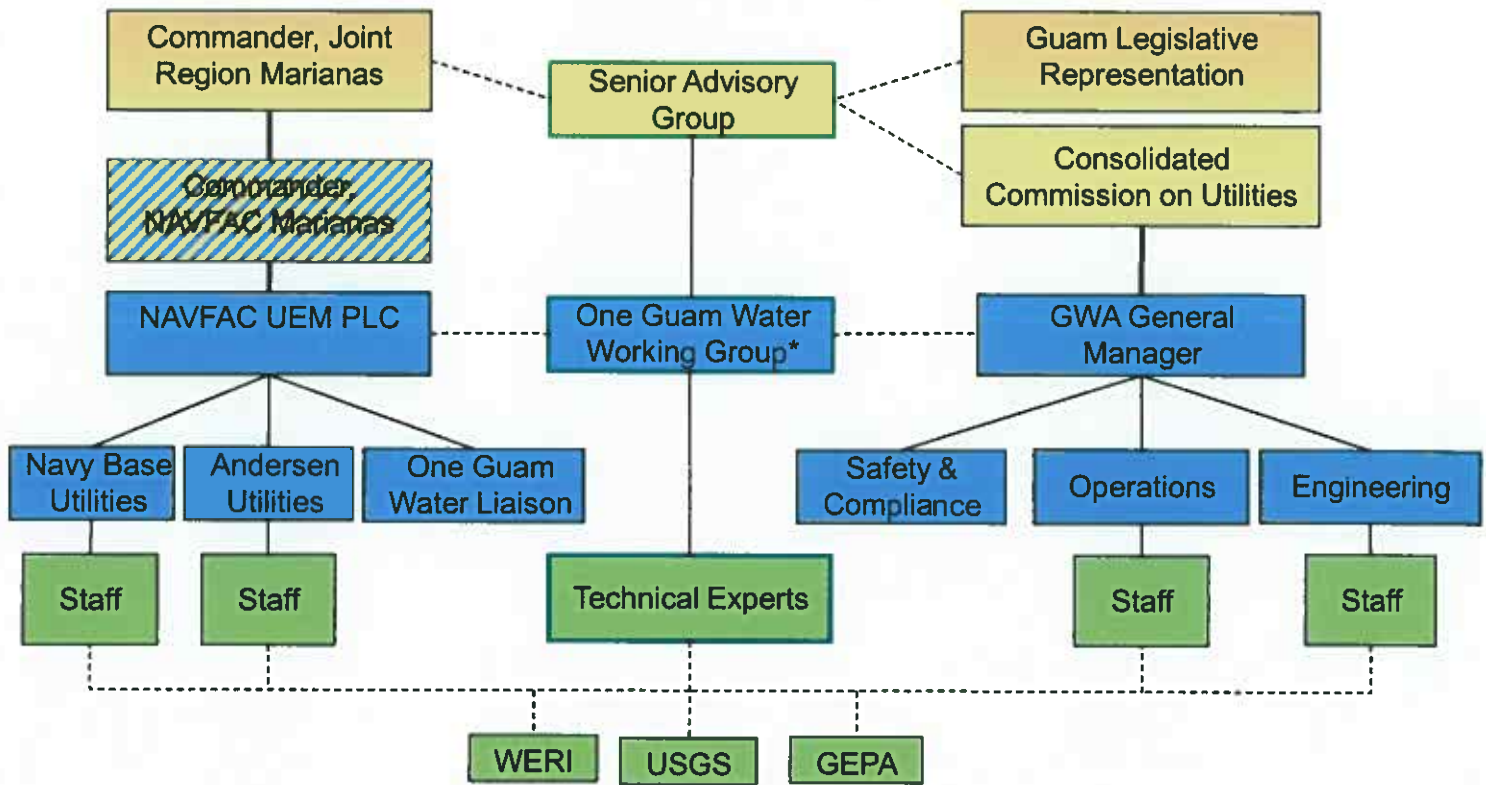 Commander, Joint
Region Marianas
Senior Advisory
Group
Guam Legislative
Representation
Consolidated
Commission on Utilities
Commander,
NAVFAC Marianas
NAVFAC UEM PLC
One Guam Water
Working Group*
GWA General
Manager
Navy Base
Utilities
Andersen
Utilities
One Guam
Water Liaison
Safety &
Compliance
Operations
Engineering
Staff
Staff
Technical Experts
Staff
Staff
WERI
USGS
GEPA